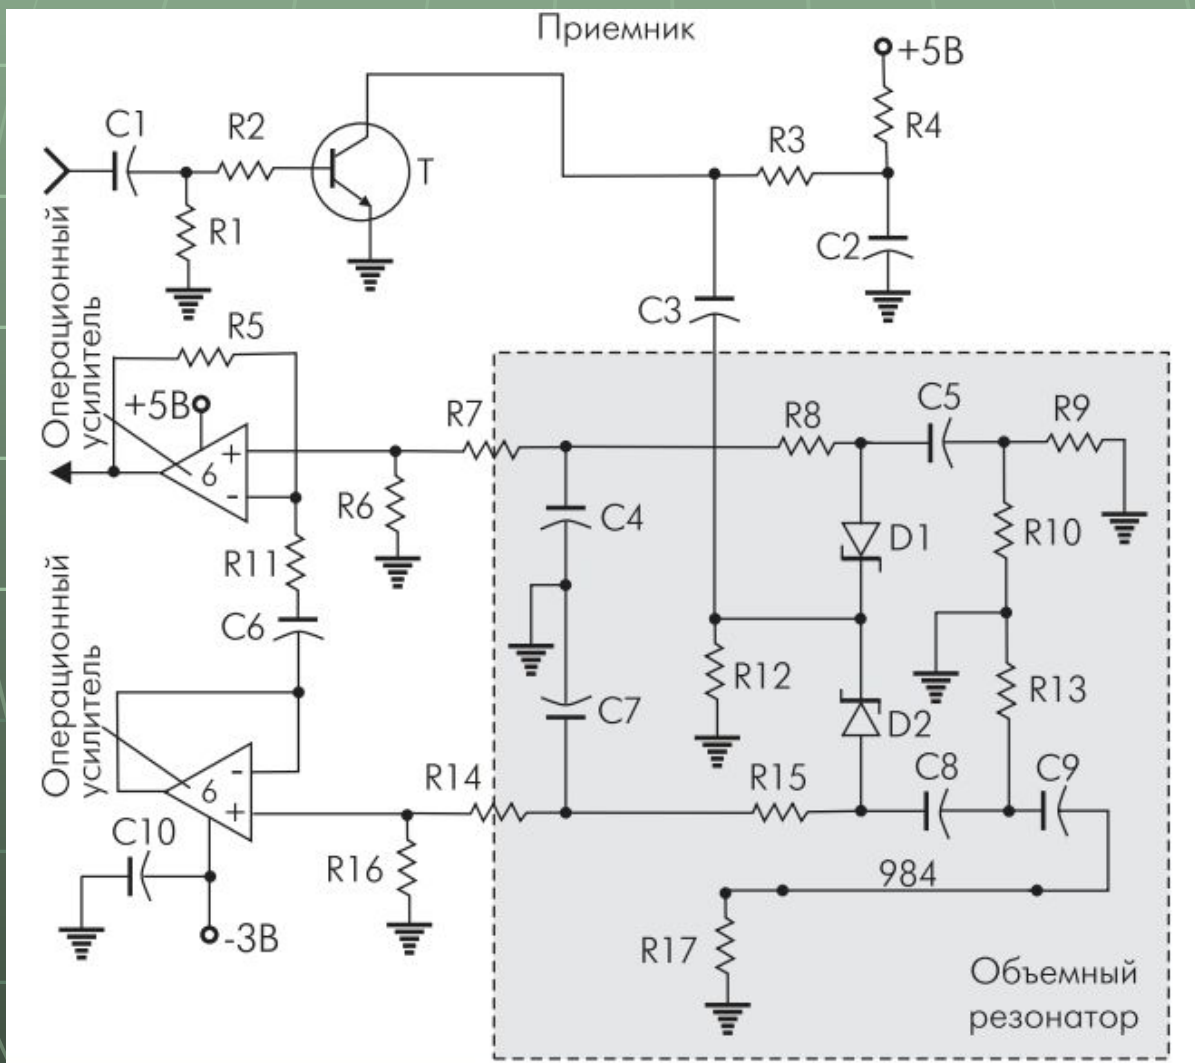 Приемник
+5В
C1
R2
R3
R4
T
R1
C2
Операционный
усилитель
R5
C3
+5В
R7
R8
C5
R9
+
6
-
R6
C4
D1
R10
R11
C6
R12
R13
Операционный
усилитель
C7
D2
-
6
+
R14
R15
C8
C9
C10
R16
984
-3В
R17
Объемный
резонатор